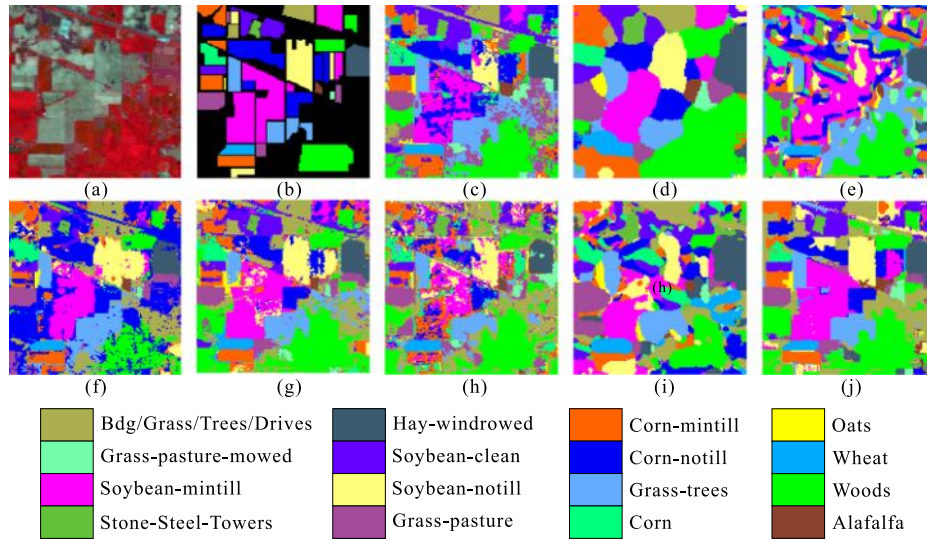 (a) (b) (c) (d) (e)
(h)
(f) (g) (h) (i) (j)
Bdg/Grass/Trees/Drives Hay-windrowed Corn-mintill Oats
Grass-pasture-mowed Soybean-clean Corn-notill Wheat
Soybean-mintill Soybean-notill Grass-trees Woods
Stone-Steel-Towers Grass-pasture Corn Alafalfa